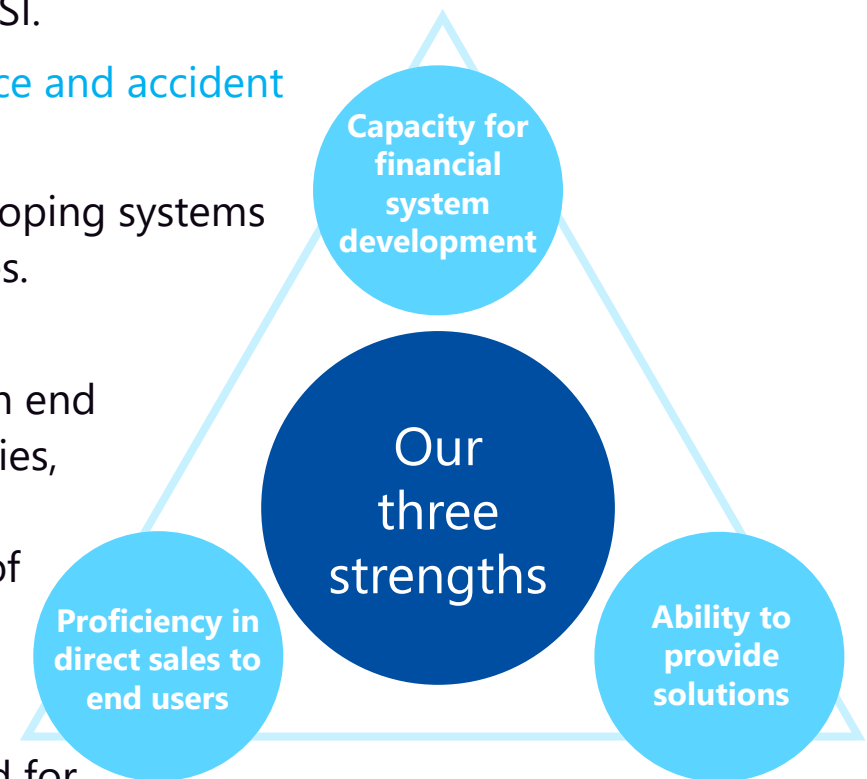 SI.
ce and accident
oping systems
s.
n end
ies,
of
d for
Capacity for
financial
system
development
Our
three
strengths
Proficiency in
direct sales to
end users
Ability to
provide
solutions